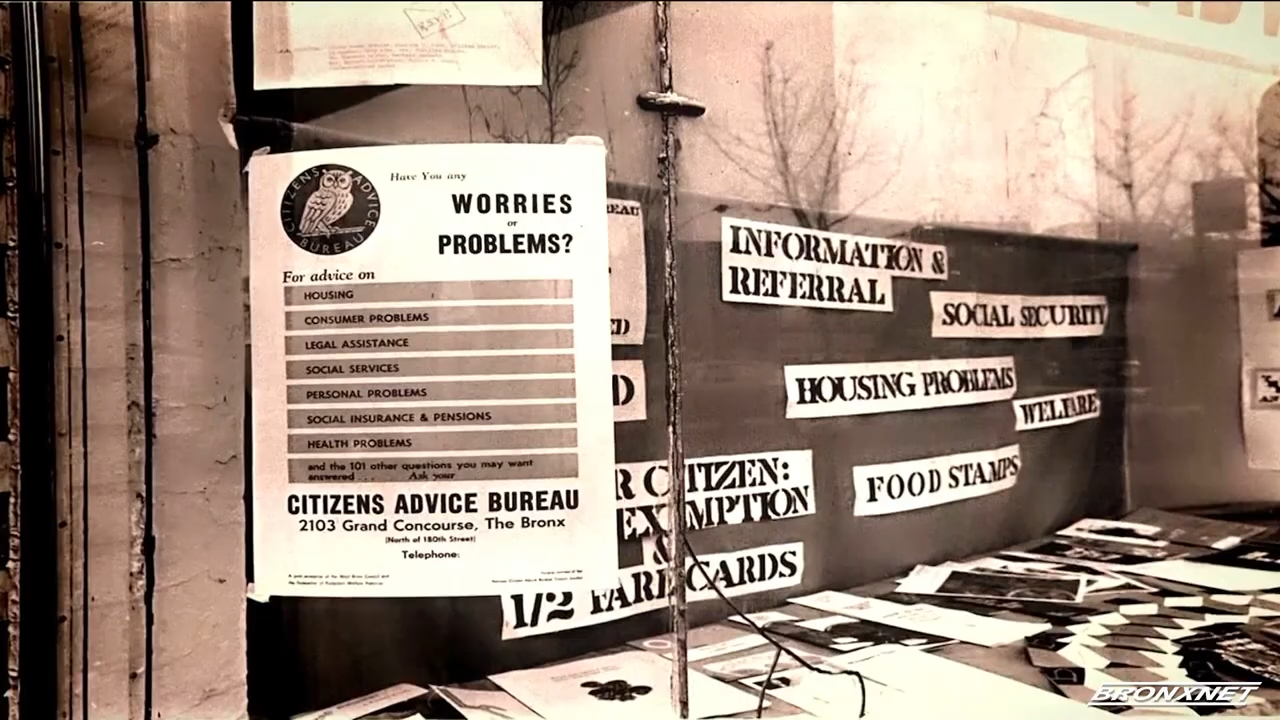 R.S.V.P.
CITIZENS ADVICE BUREAU
Have You any
WORRIES
or
PROBLEMS?
For advice on
HOUSING
CONSUMER PROBLEMS
LEGAL ASSISTANCE
SOCIAL SERVICES
PERSONAL PROBLEMS
SOCIAL INSURANCE & PENSIONS
HEALTH PROBLEMS
and the 101 other questions you may want
answered . . . Ask your
CITIZENS ADVICE BUREAU
2103 Grand Concourse, The Bronx
(North of 180th Street)
Telephone:
EAU
ED
D
R CITIZEN:
EXEMPTION
&
1/2 FARE CARDS
INFORMATION &
REFERRAL
SOCIAL SECURITY
HOUSING PROBLEMS
WELFARE
FOOD STAMPS
BRONXNET